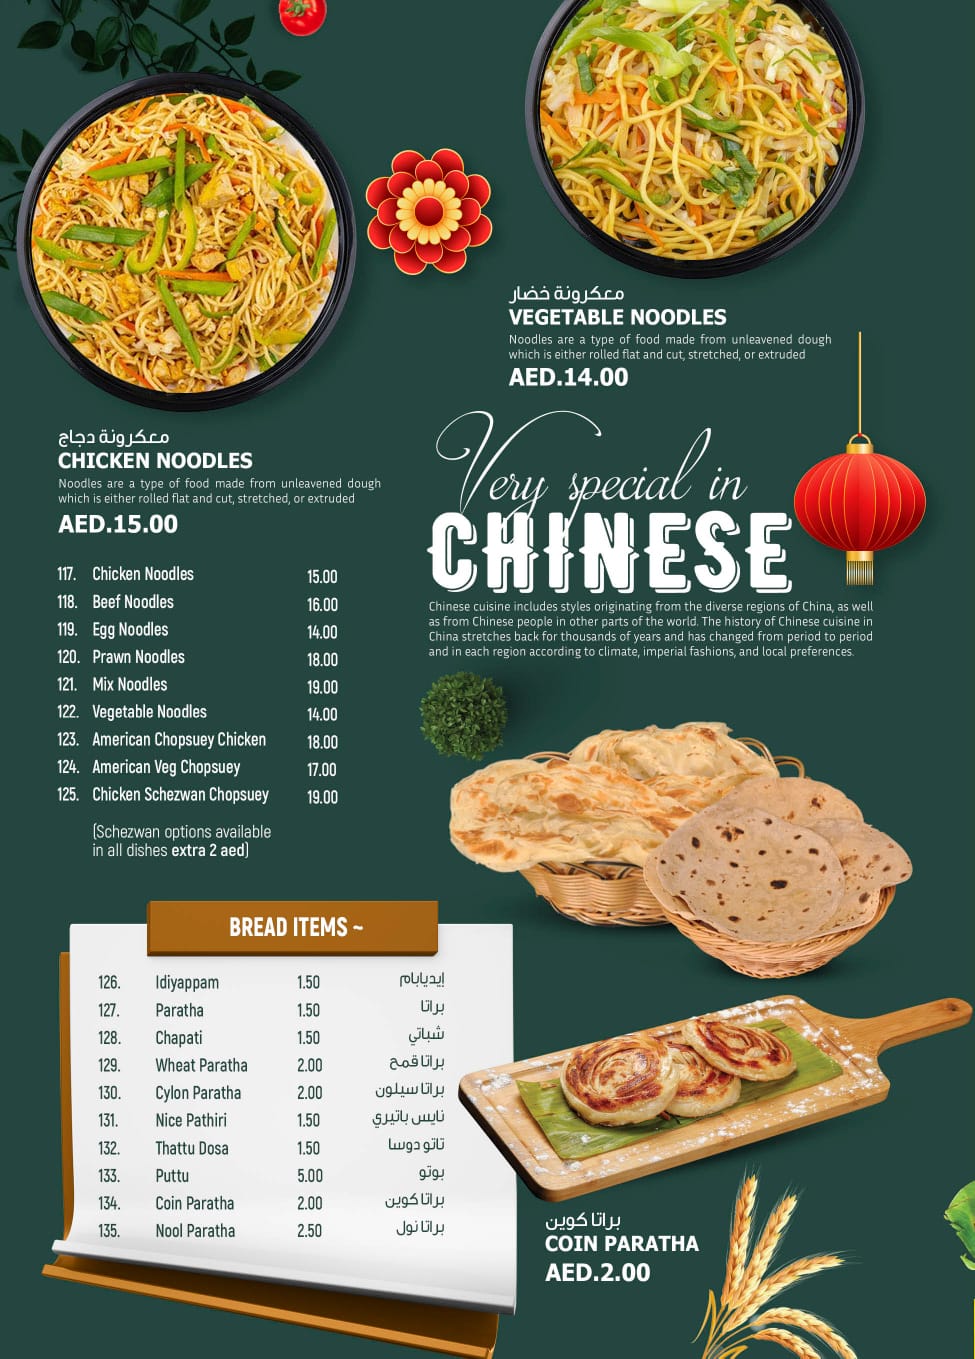 معكرونة خضار
VEGETABLE NOODLES
Noodles are a type of food made from unleavened dough
which is either rolled flat and cut, stretched, or extruded
AED.14.00
معكرونة دجاج
CHICKEN NOODLES
Noodles are a type of food made from unleavened dough
which is either rolled flat and cut, stretched, or extruded
AED.15.00
Very special in
CHINESE
Chinese cuisine includes styles originating from the diverse regions of China, as well
as from Chinese people in other parts of the world. The history of Chinese cuisine in
China stretches back for thousands of years and has changed from period to period
and in each region according to climate, imperial fashions, and local preferences.
117. Chicken Noodles 15.00
118. Beef Noodles 16.00
119. Egg Noodles 14.00
120. Prawn Noodles 18.00
121. Mix Noodles 19.00
122. Vegetable Noodles 14.00
123. American Chopsuey Chicken 18.00
124. American Veg Chopsuey 17.00
125. Chicken Schezwan Chopsuey 19.00
(Schezwan options available
in all dishes extra 2 aed)
BREAD ITEMS ~
126. Idiyappam 1.50 إيديابام
127. Paratha 1.50 براتا
128. Chapati 1.50 شباتي
129. Wheat Paratha 2.00 براتا قمح
130. Cylon Paratha 2.00 براتا سيلون
131. Nice Pathiri 1.50 نايس باتيري
132. Thattu Dosa 1.50 تاتو دوسا
133. Puttu 5.00 بوتو
134. Coin Paratha 2.00 براتا كوين
135. Nool Paratha 2.50 براتا نول
براتا كوين
COIN PARATHA
AED.2.00